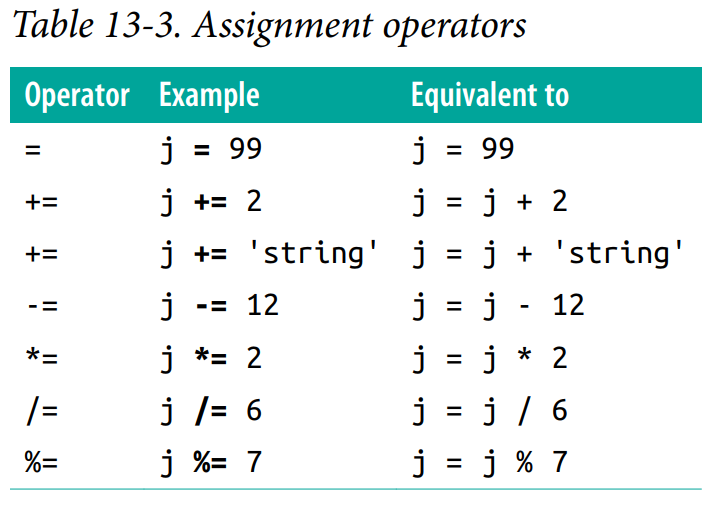 Table 13-3. Assignment operators
Operator Example Equivalent to
= j = 99 j = 99
+= j += 2 j = j + 2
+= j += 'string' j = j + 'string'
-= j -= 12 j = j - 12
*= j *= 2 j = j * 2
/= j /= 6 j = j / 6
%= j %= 7 j = j % 7